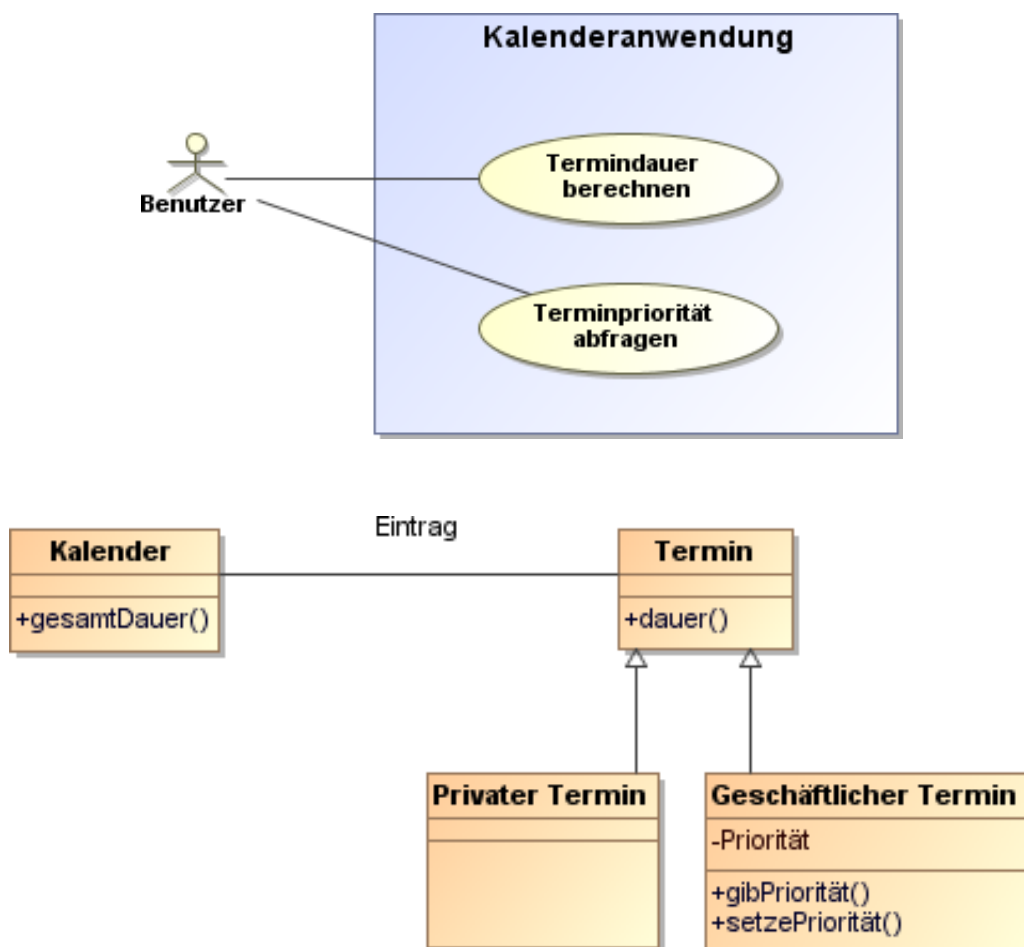 Kalenderanwendung
Termindauer
berechnen
Benutzer
Terminpriorität
abfragen
Eintrag
Kalender
+gesamtDauer()
Termin
+dauer()
Privater Termin
Geschäftlicher Termin
-Priorität
+gibPriorität()
+setzePriorität()